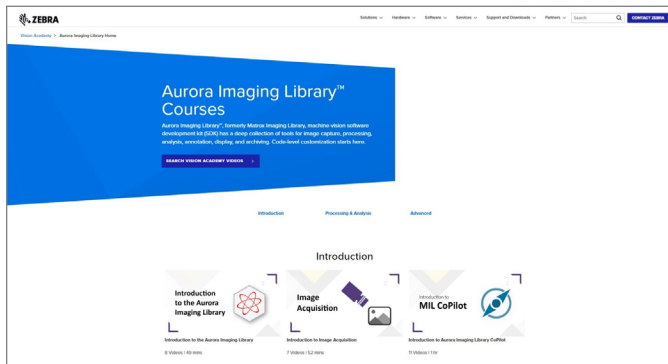 ZEBRA
Solutions
Hardware
Software
Services
Support and Downloads
Partners
Search
CONTACT ZEBRA
Vision Academy > Aurora Imaging Library Home
Aurora Imaging Library™
Courses
Aurora Imaging Library™, formerly Matrox Imaging Library, machine-vision software
development kit (SDK) has a deep collection of tools for image capture, processing,
analysis, annotation, display, and archiving. Code-level customization starts here.
SEARCH VISION ACADEMY VIDEOS >
Introduction
Processing & Analysis
Advanced
Introduction
Introduction
to the Aurora
Imaging Library
Image
Acquisition
Introduction to
MIL CoPilot
Introduction to the Aurora Imaging Library
Introduction to Image Acquisition
Introduction to Aurora Imaging Library CoPilot
8 Videos | 49 mins
7 Videos | 52 mins
11 Videos | 1 hr